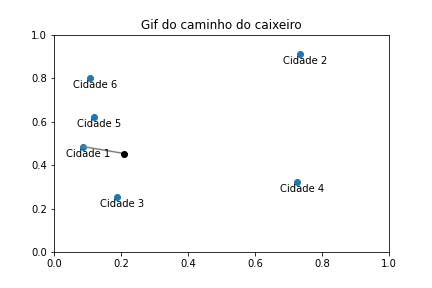 Gif do caminho do caixeiro
1.0
0.8
0.6
0.4
0.2
0.0
Cidade 2
Cidade 6
Cidade 5
Cidade 1
Cidade 4
Cidade 3
0.0 0.2 0.4 0.6 0.8 1.0